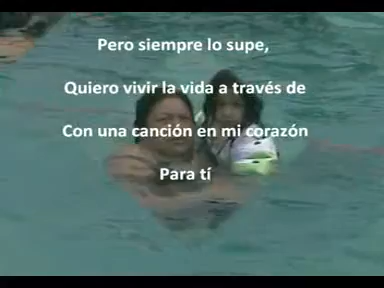 Pero siempre lo supe,
Quiero vivir la vida a través de
Con una canción en mi corazón
Para tí